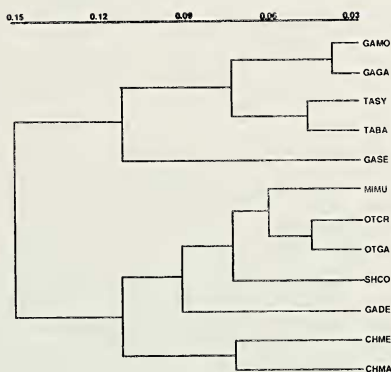 0.15 0.12 0.09 0.06 0.03
GAMO
GAGA
TASY
TABA
GASE
MIMU
OTCR
OTGA
SHCO
GADE
CHME
CHMA